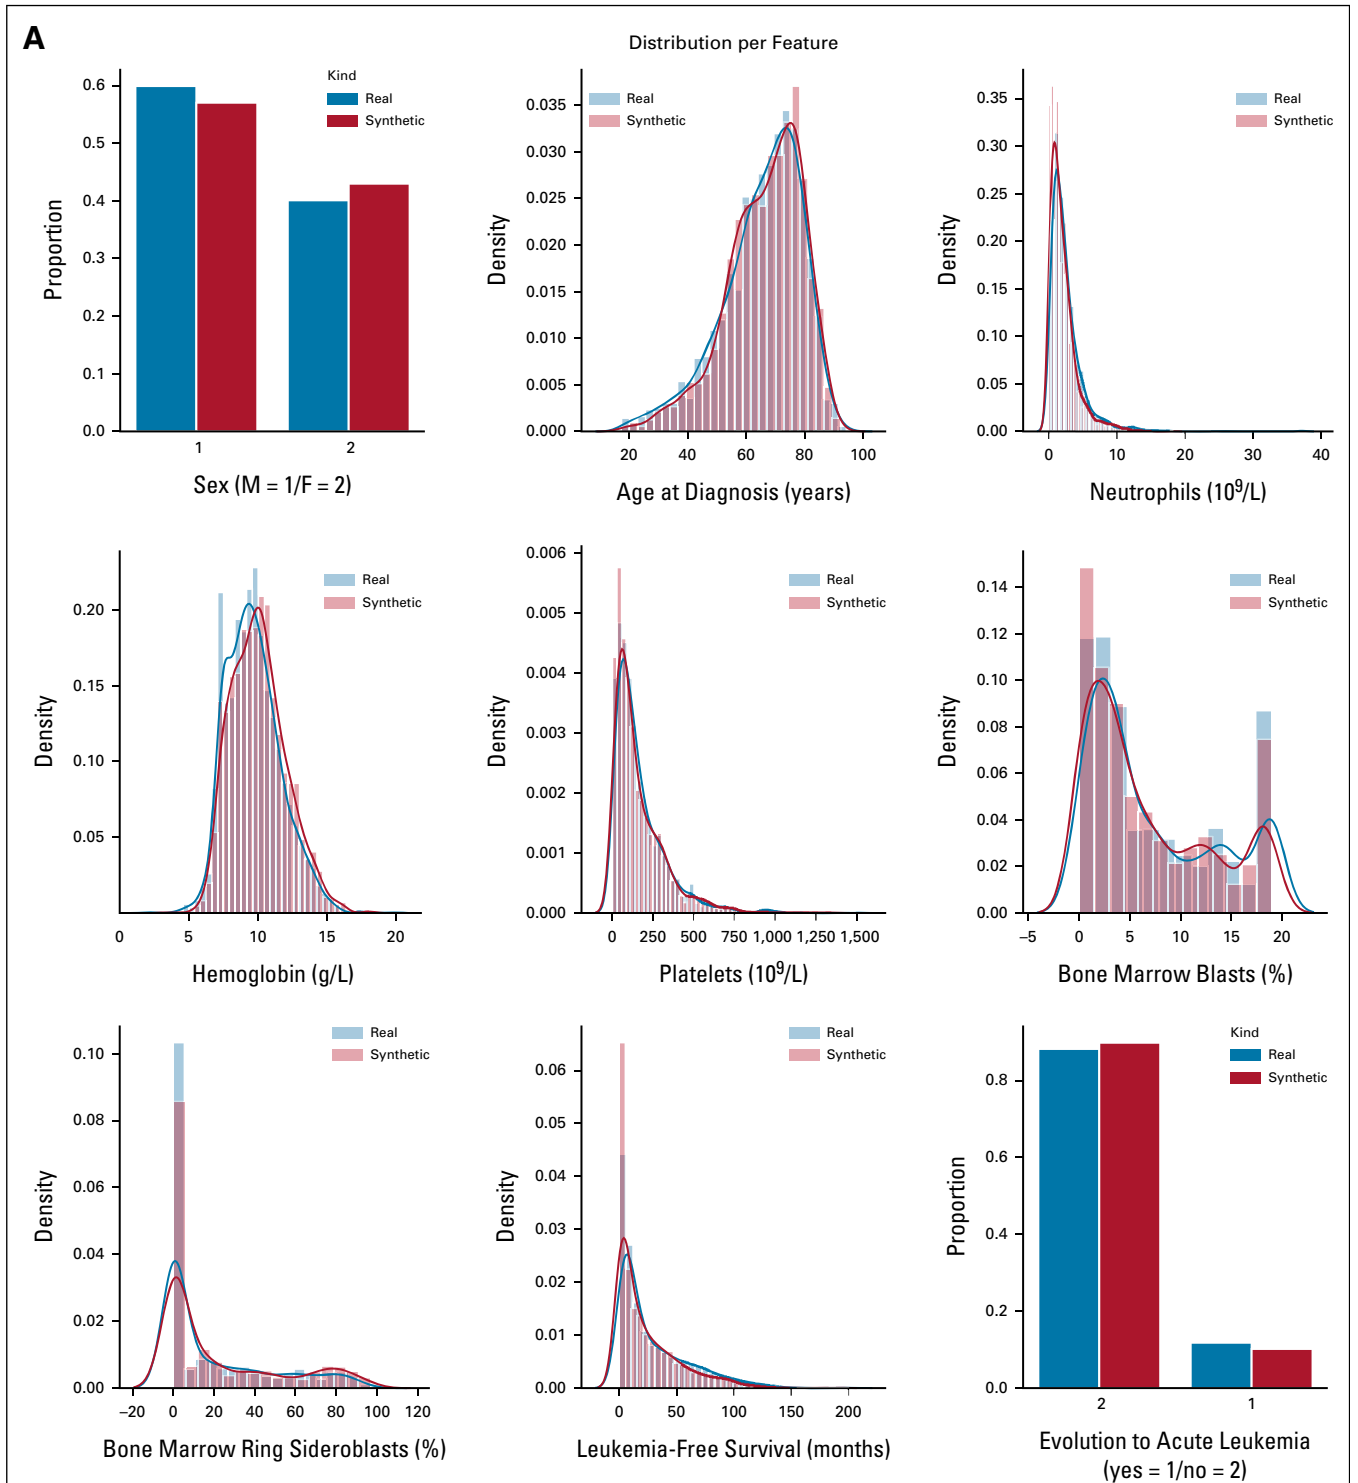 A
Distribution per Feature
Proportion
0.6
0.5
0.4
0.3
0.2
0.1
0.0
Kind
Real
Synthetic
1
2
Sex (M = 1/F = 2)
Density
0.035
0.030
0.025
0.020
0.015
0.010
0.005
0.000
Real
Synthetic
20
40
60
80
100
Age at Diagnosis (years)
Density
0.35
0.30
0.25
0.20
0.15
0.10
0.05
0.00
Real
Synthetic
0
10
20
30
40
Neutrophils (10⁹/L)
Density
0.20
0.15
0.10
0.05
Real
Synthetic
0
5
10
15
20
Hemoglobin (g/L)
Density
0.006
0.005
0.004
0.003
0.002
0.001
0.000
Real
Synthetic
0
250
500
750
1,000
1,250
1,500
Platelets (10⁹/L)
Density
0.14
0.12
0.10
0.08
0.06
0.04
0.02
0.00
Real
Synthetic
–5
0
5
10
15
20
Bone Marrow Blasts (%)
Density
0.10
0.08
0.06
0.04
0.02
0.00
Real
Synthetic
–20
0
20
40
60
80
100
120
Bone Marrow Ring Sideroblasts (%)
Density
0.06
0.05
0.04
0.03
0.02
0.01
0.00
Real
Synthetic
0
50
100
150
200
Leukemia-Free Survival (months)
Proportion
0.8
0.6
0.4
0.2
0.0
Kind
Real
Synthetic
2
1
Evolution to Acute Leukemia
(yes = 1/no = 2)